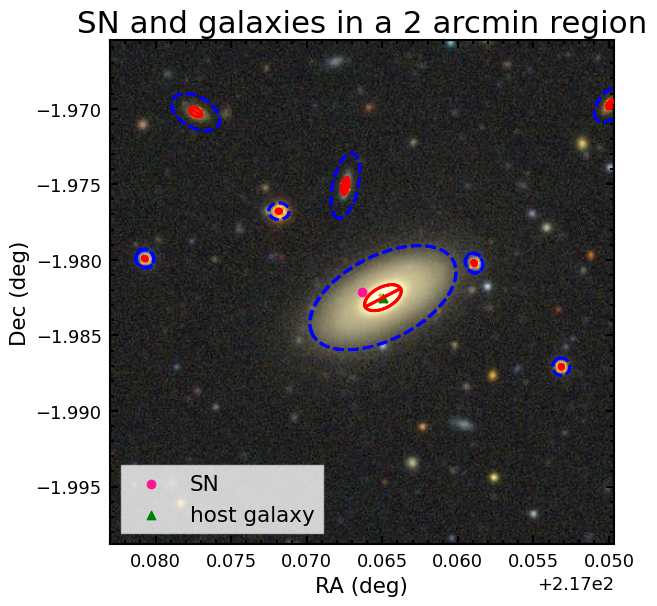 SN and galaxies in a 2 arcmin region
−1.970
−1.975
−1.980
−1.985
−1.990
−1.995
Dec (deg)
SN
host galaxy
0.080 0.075 0.070 0.065 0.060 0.055 0.050
RA (deg)
+2.17e2